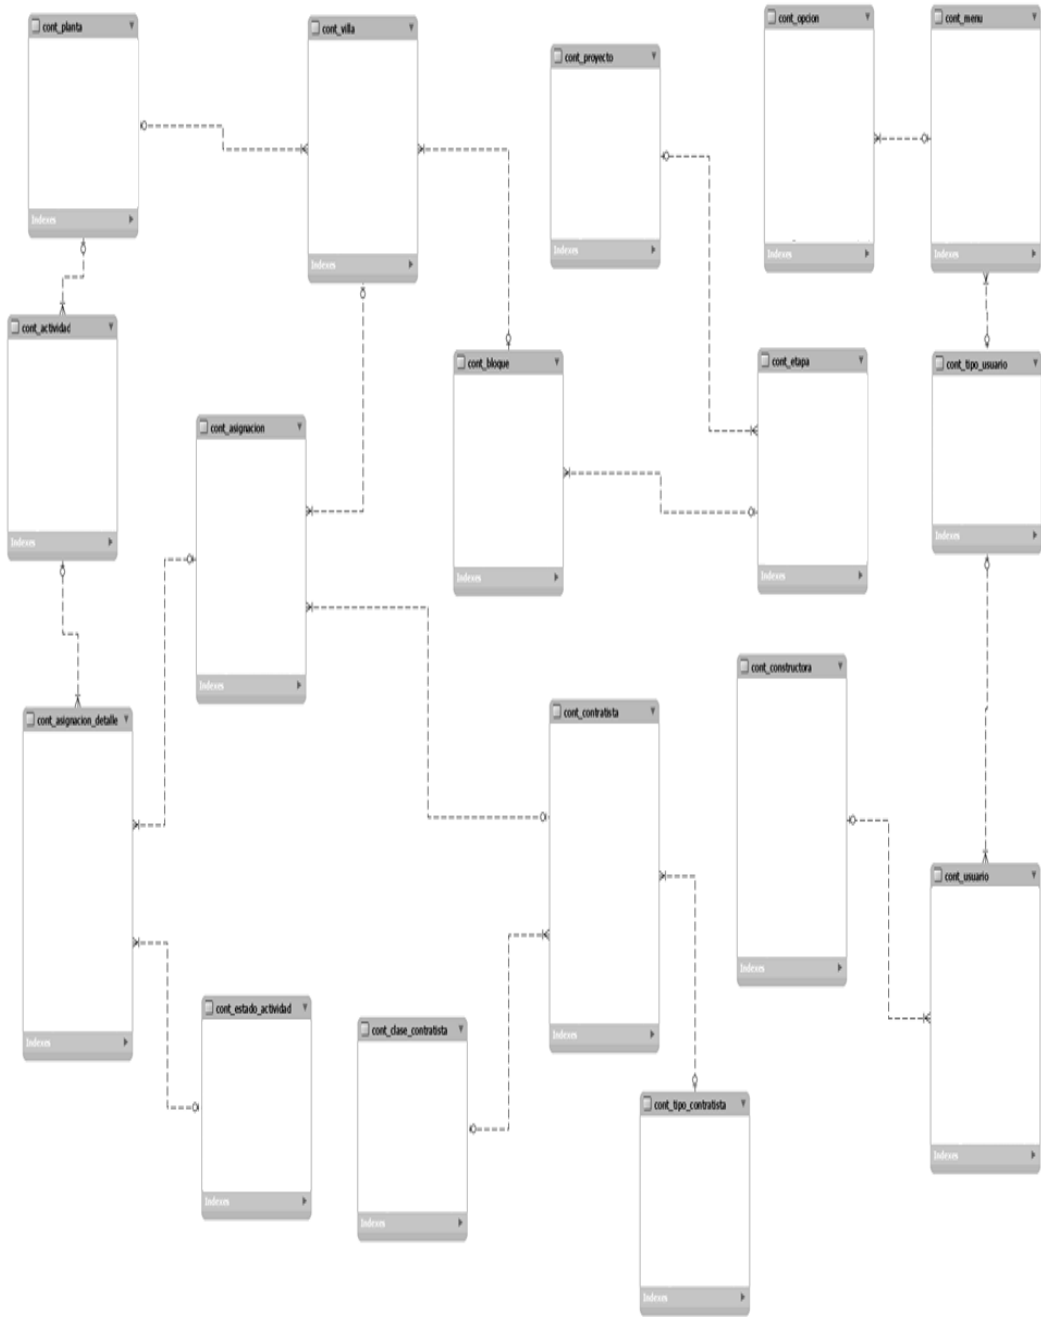 cont_planta
Indexes
cont_villa
Indexes
cont_proyecto
Indexes
cont_opcion
Indexes
cont_menu
Indexes
cont_actividad
Indexes
cont_asignacion
Indexes
cont_bloque
Indexes
cont_etapa
Indexes
cont_tipo_usuario
Indexes
cont_asignacion_detalle
Indexes
cont_contratista
Indexes
cont_constructora
Indexes
cont_usuario
Indexes
cont_estado_actividad
Indexes
cont_clase_contratista
Indexes
cont_tipo_contratista
Indexes